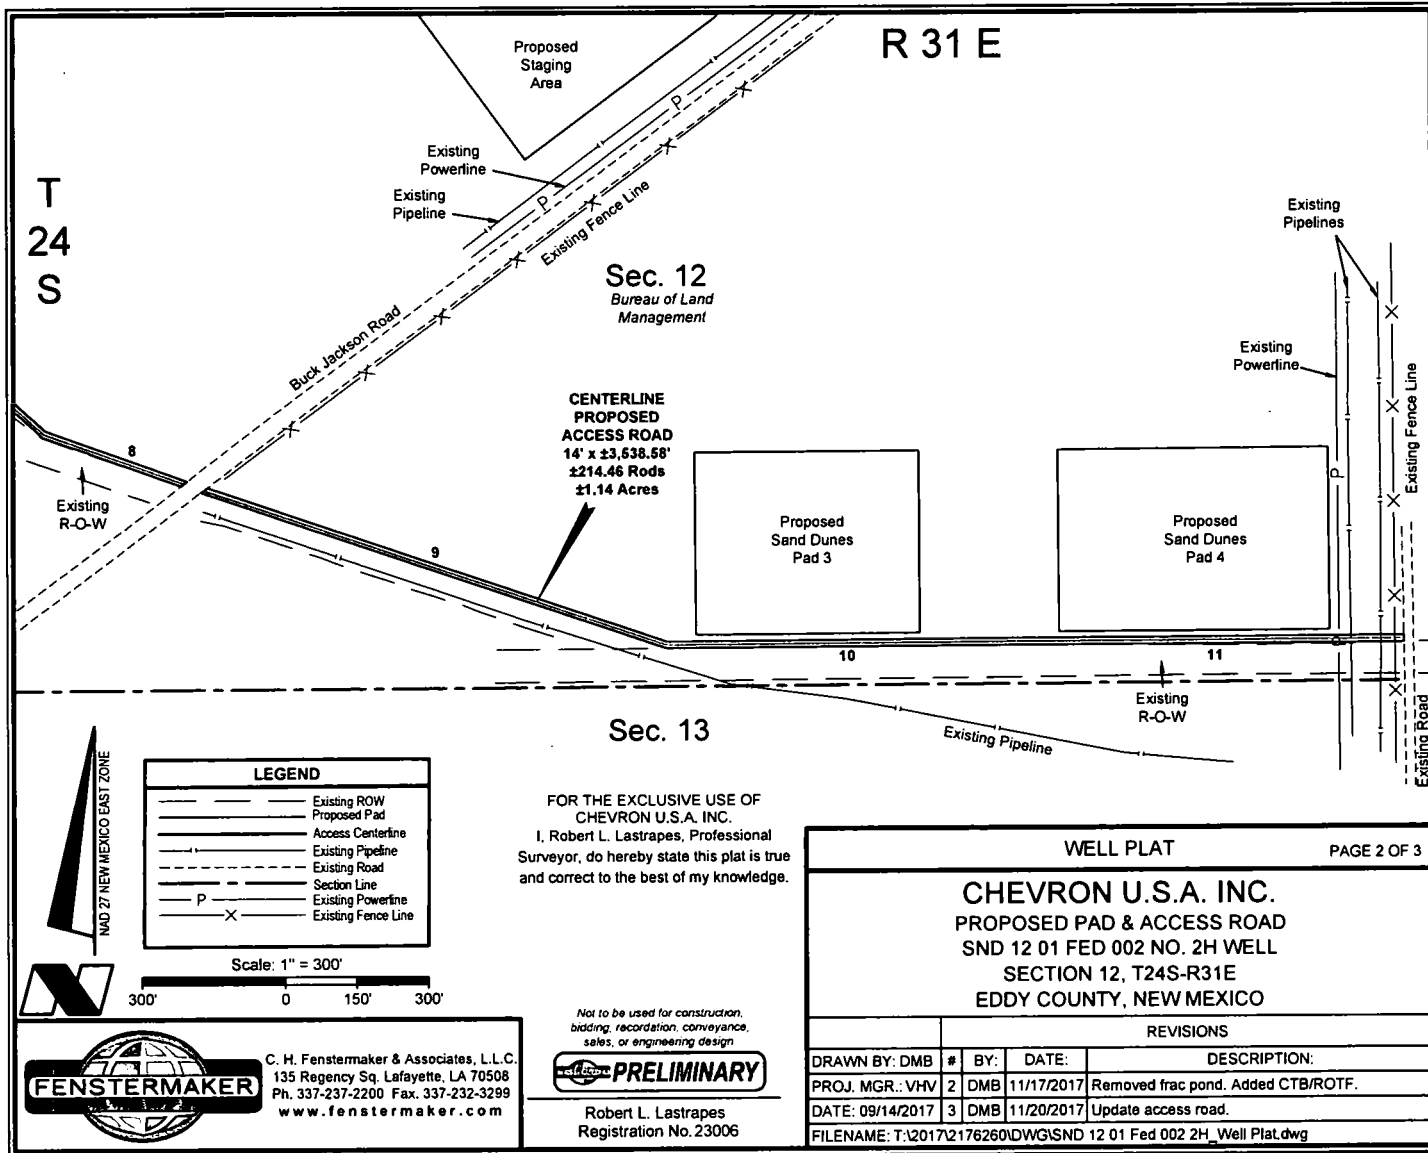 R 31 E
Proposed
Staging
Area
T
24
S
Existing
Powerline
Existing
Pipeline
P
P
Existing Fence Line
Buck Jackson Road
Sec. 12
Bureau of Land
Management
Existing
Pipelines
Existing
Powerline
P
Existing Fence Line
CENTERLINE
PROPOSED
ACCESS ROAD
14' x ±3,538.58'
±214.46 Rods
±1.14 Acres
8
Existing
R-O-W
9
Proposed
Sand Dunes
Pad 3
Proposed
Sand Dunes
Pad 4
10
11
Existing
R-O-W
Existing Road
Sec. 13
Existing Pipeline
NAD 27 NEW MEXICO EAST ZONE
LEGEND
Existing ROW
Proposed Pad
Access Centerline
Existing Pipeline
Existing Road
Section Line
P Existing Powerline
Existing Fence Line
Scale: 1" = 300'
300' 0 150' 300'
FOR THE EXCLUSIVE USE OF
CHEVRON U.S.A. INC.
I, Robert L. Lastrapes, Professional
Surveyor, do hereby state this plat is true
and correct to the best of my knowledge.
Not to be used for construction,
bidding, recordation, conveyance,
sales, or engineering design
PRELIMINARY
Robert L. Lastrapes
Registration No. 23006
FENSTERMAKER
C. H. Fenstermaker & Associates, L.L.C.
135 Regency Sq. Lafayette, LA 70508
Ph. 337-237-2200 Fax. 337-232-3299
www.fenstermaker.com
WELL PLAT PAGE 2 OF 3
CHEVRON U.S.A. INC.
PROPOSED PAD & ACCESS ROAD
SND 12 01 FED 002 NO. 2H WELL
SECTION 12, T24S-R31E
EDDY COUNTY, NEW MEXICO
REVISIONS
DRAWN BY: DMB # BY: DATE: DESCRIPTION:
PROJ. MGR.: VHV 2 DMB 11/17/2017 Removed frac pond. Added CTB/ROTF.
DATE: 09/14/2017 3 DMB 11/20/2017 Update access road.
FILENAME: T:\2017\2176260\DWG\SND 12 01 Fed 002 2H_Well Plat.dwg